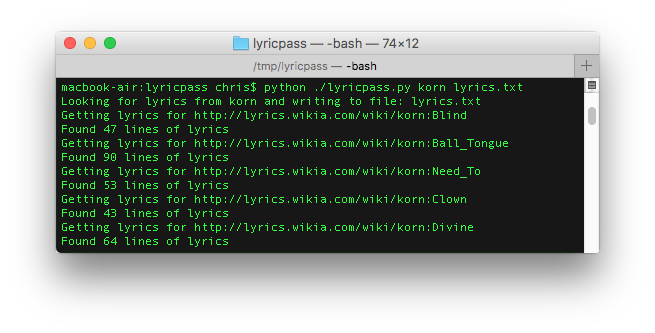 lyricpass — -bash — 74×12
/tmp/lyricpass — -bash
macbook-air:lyricpass chris$ python ./lyricpass.py korn lyrics.txt
Looking for lyrics from korn and writing to file: lyrics.txt
Getting lyrics for http://lyrics.wikia.com/wiki/korn:Blind
Found 47 lines of lyrics
Getting lyrics for http://lyrics.wikia.com/wiki/korn:Ball_Tongue
Found 90 lines of lyrics
Getting lyrics for http://lyrics.wikia.com/wiki/korn:Need_To
Found 53 lines of lyrics
Getting lyrics for http://lyrics.wikia.com/wiki/korn:Clown
Found 43 lines of lyrics
Getting lyrics for http://lyrics.wikia.com/wiki/korn:Divine
Found 64 lines of lyrics